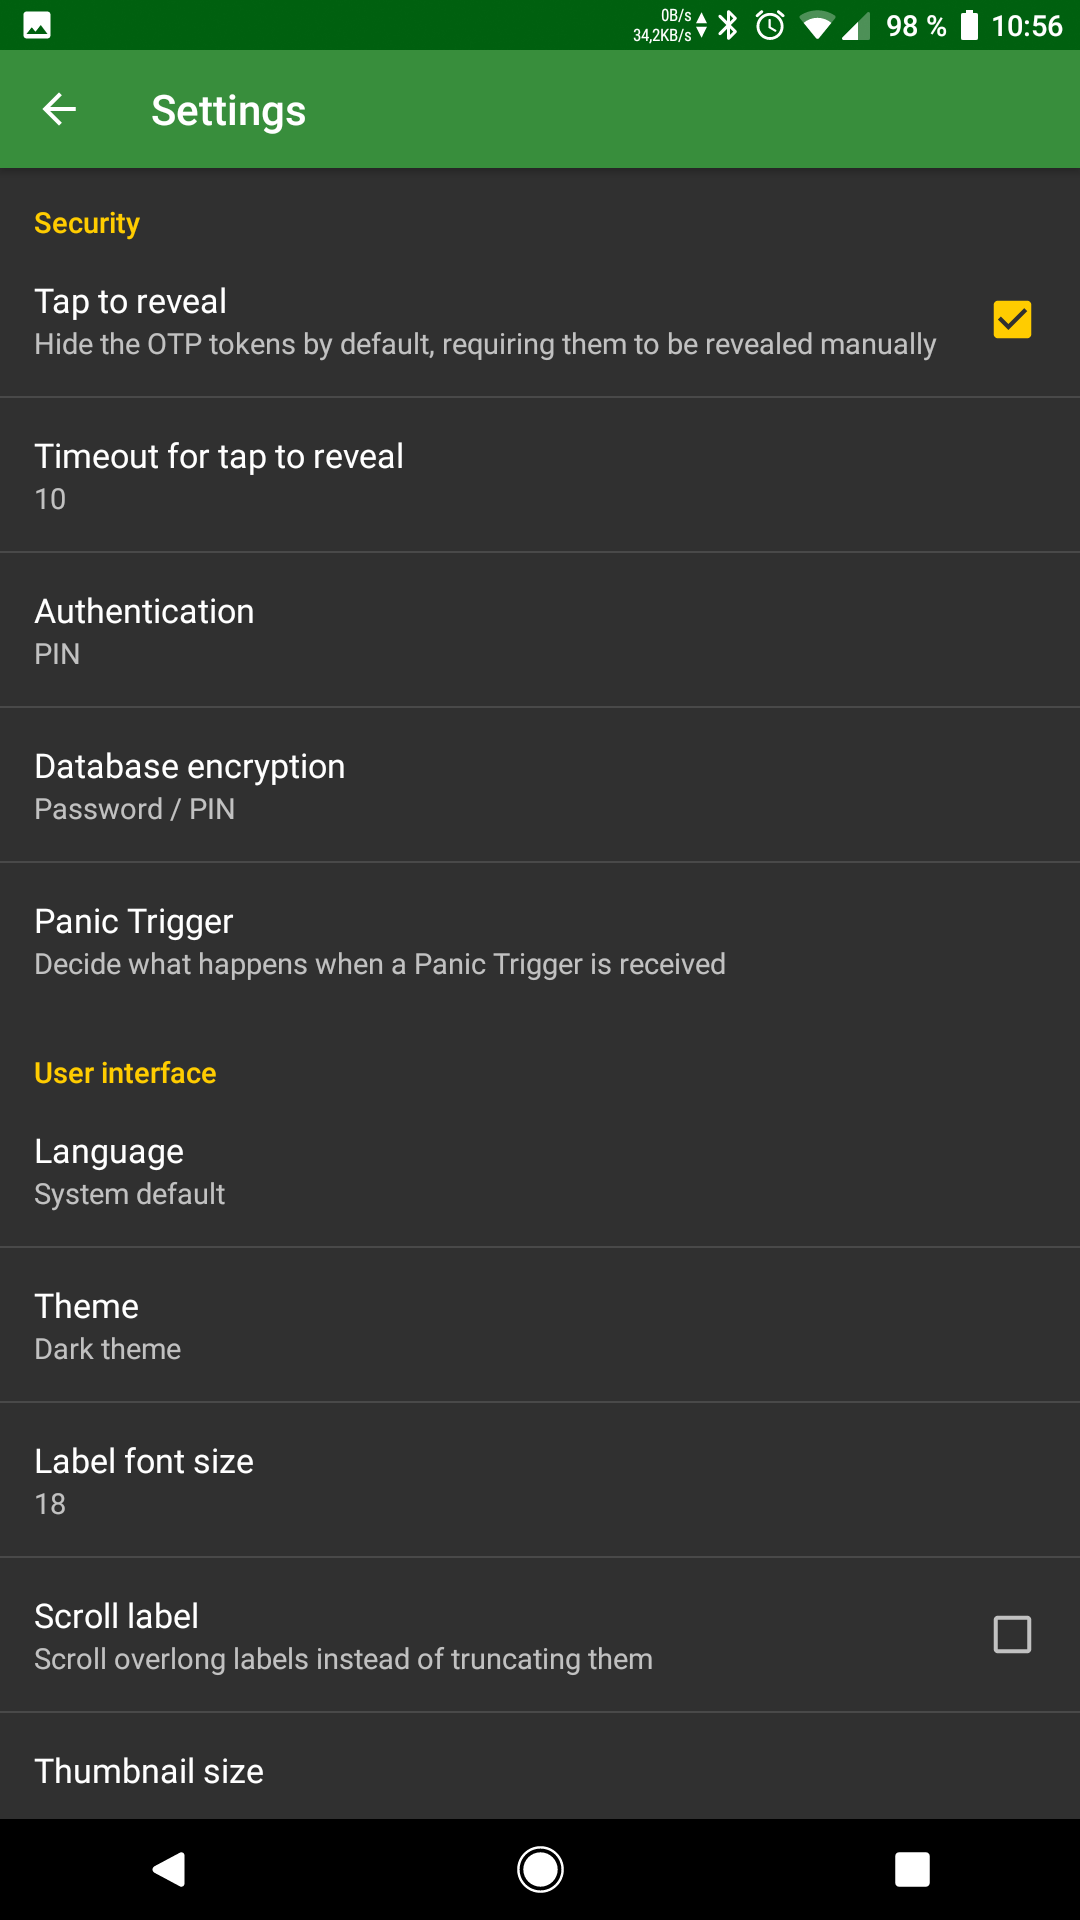 0B/s
34,2KB/s
98 % 10:56
Settings
Security
Tap to reveal
Hide the OTP tokens by default, requiring them to be revealed manually
Timeout for tap to reveal
10
Authentication
PIN
Database encryption
Password / PIN
Panic Trigger
Decide what happens when a Panic Trigger is received
User interface
Language
System default
Theme
Dark theme
Label font size
18
Scroll label
Scroll overlong labels instead of truncating them
Thumbnail size